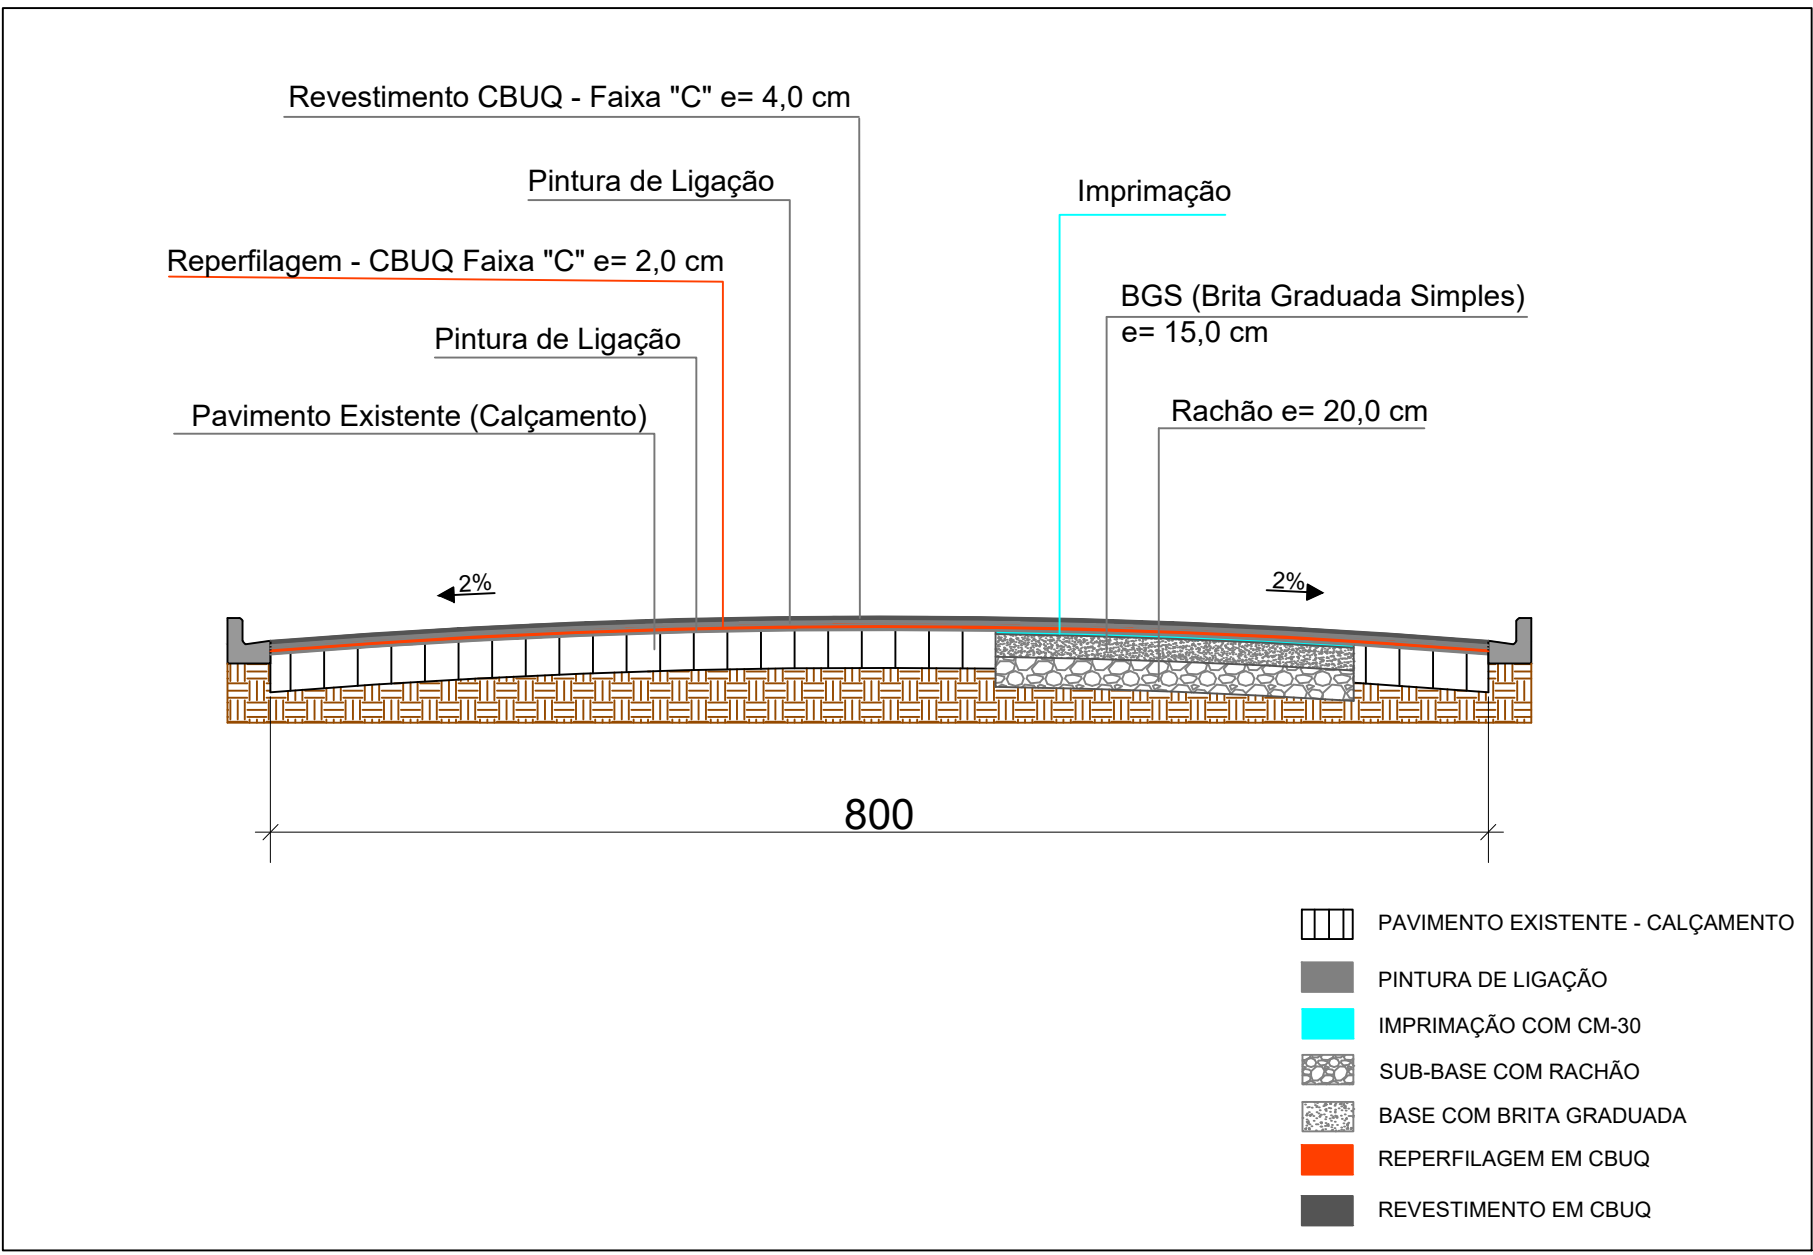 Revestimento CBUQ - Faixa "C" e= 4,0 cm
Pintura de Ligação
Imprimação
Reperfilagem - CBUQ Faixa "C" e= 2,0 cm
BGS (Brita Graduada Simples)
e= 15,0 cm
Pintura de Ligação
Pavimento Existente (Calçamento)
Rachão e= 20,0 cm
2%
2%
800
PAVIMENTO EXISTENTE - CALÇAMENTO
PINTURA DE LIGAÇÃO
IMPRIMAÇÃO COM CM-30
SUB-BASE COM RACHÃO
BASE COM BRITA GRADUADA
REPERFILAGEM EM CBUQ
REVESTIMENTO EM CBUQ